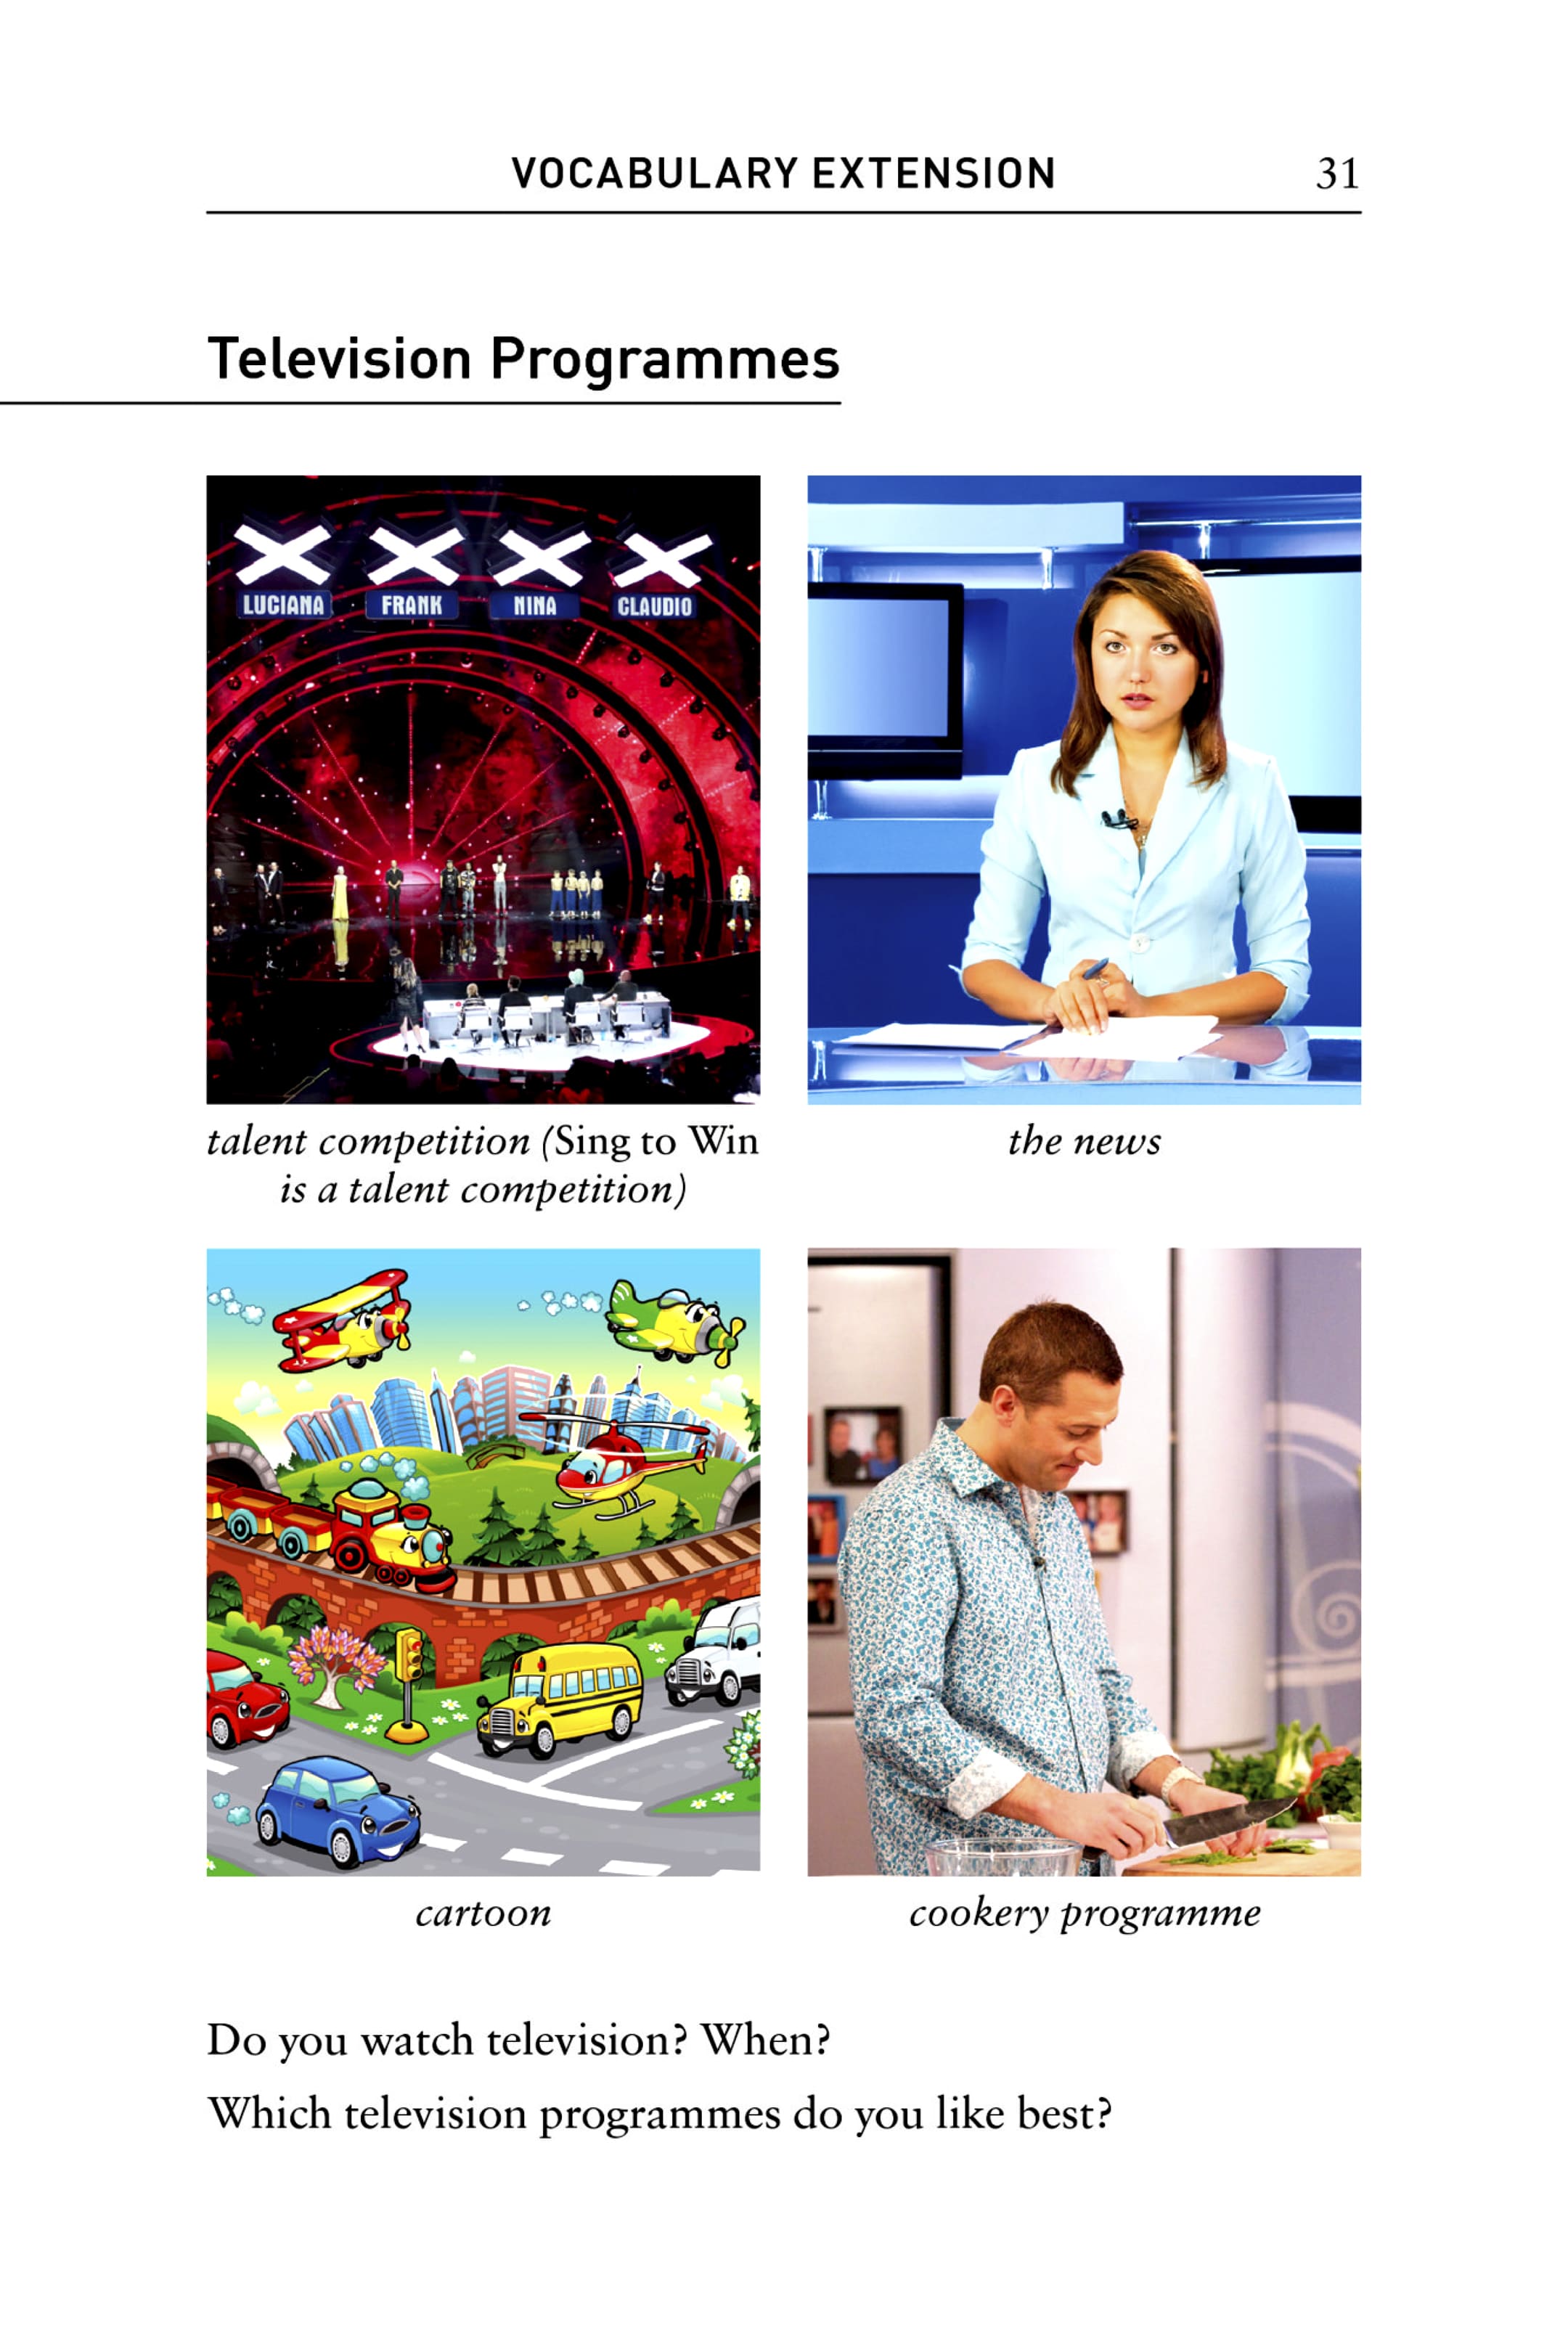 VOCABULARY EXTENSION 31
Television Programmes
LUCIANA FRANK NINA CLAUDIO
talent competition (Sing to Win
is a talent competition)
the news
cartoon
cookery programme
Do you watch television? When?
Which television programmes do you like best?